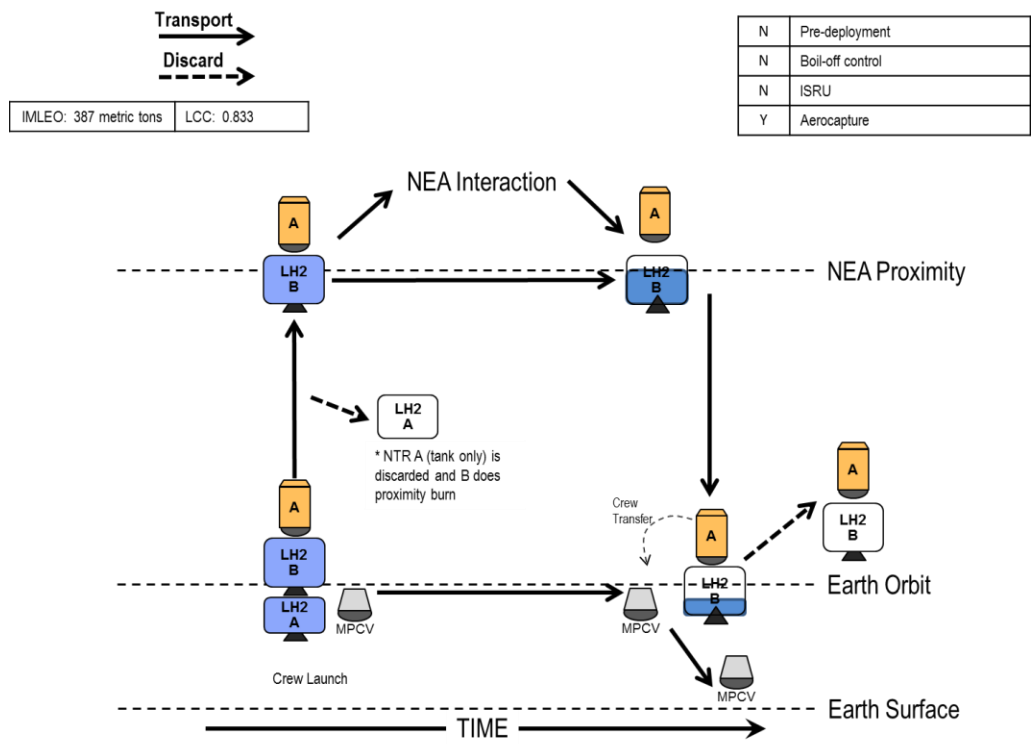 Transport
Discard
IMLEO: 387 metric tons LCC: 0.833
N Pre-deployment
N Boil-off control
N ISRU
Y Aerocapture
NEA Interaction
A
A
LH2
B
LH2
B
NEA Proximity
LH2
A
* NTR A (tank only) is
discarded and B does
proximity burn
A
A
Crew
Transfer
A
LH2
B
LH2
B
LH2
B
Earth Orbit
LH2
A
MPCV
MPCV
Crew Launch
MPCV
Earth Surface
TIME